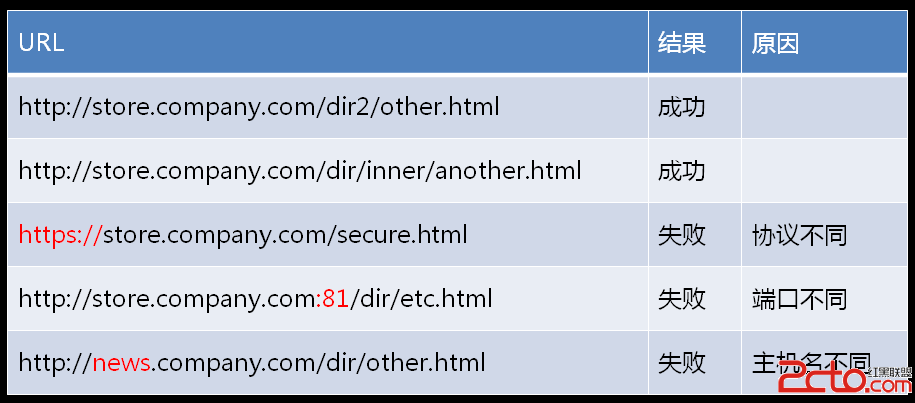 URL 结果 原因
http://store.company.com/dir2/other.html 成功
http://store.company.com/dir/inner/another.html 成功
https://store.company.com/secure.html 失败 协议不同
http://store.company.com:81/dir/etc.html 失败 端口不同
http://news.company.com/dir/other.html 失败 主机名不同
2cto.com 红黑联盟